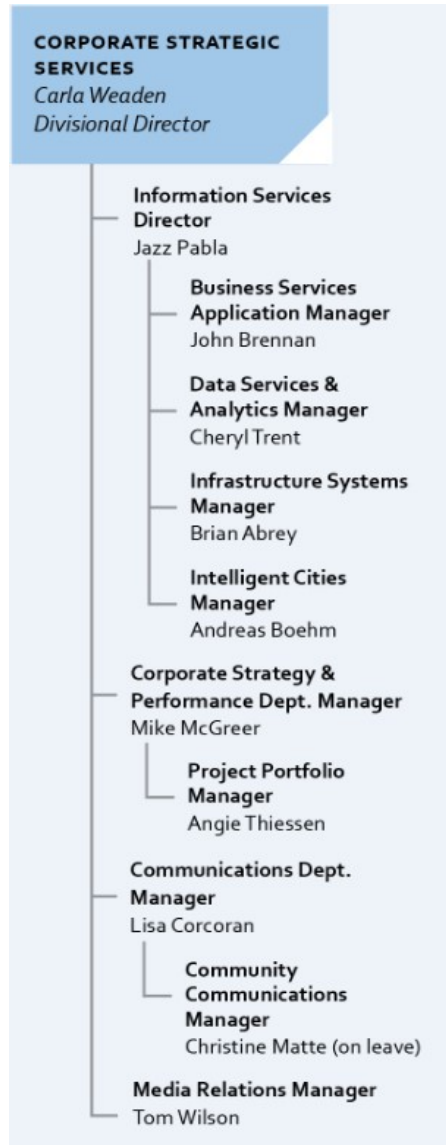 CORPORATE STRATEGIC
SERVICES
Carla Weaden
Divisional Director
Information Services
Director
Jazz Pabla
Business Services
Application Manager
John Brennan
Data Services &
Analytics Manager
Cheryl Trent
Infrastructure Systems
Manager
Brian Abrey
Intelligent Cities
Manager
Andreas Boehm
Corporate Strategy &
Performance Dept. Manager
Mike McGreer
Project Portfolio
Manager
Angie Thiessen
Communications Dept.
Manager
Lisa Corcoran
Community
Communications
Manager
Christine Matte (on leave)
Media Relations Manager
Tom Wilson